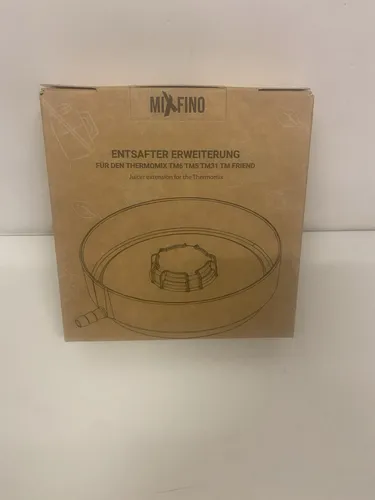 MIXFINO
ENTSAFTER ERWEITERUNG
FÜR DEN THERMOMIX TM6 TM5 TM31 TM FRIEND
Juicer extension for the Thermomix